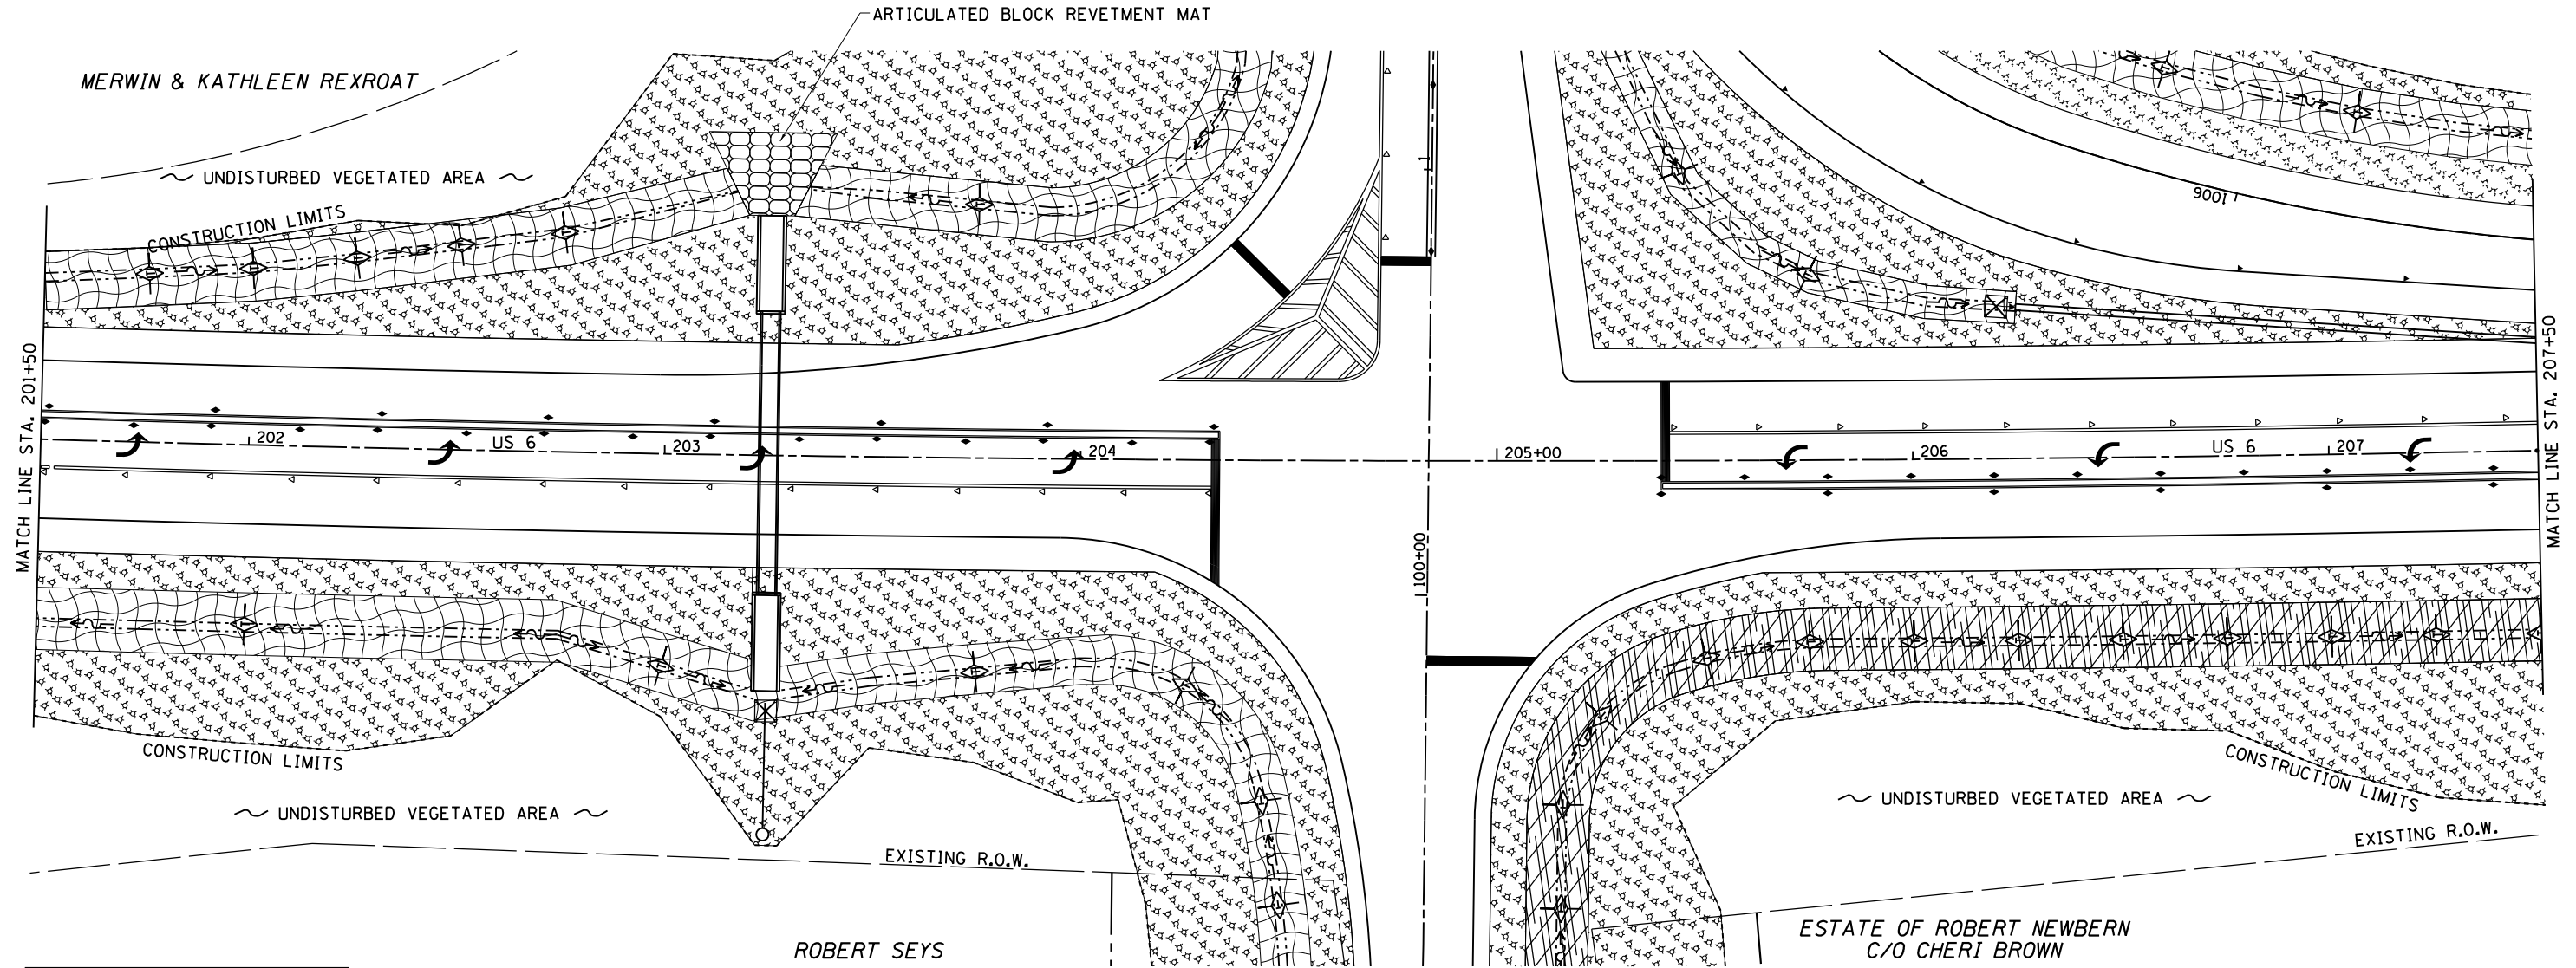 ARTICULATED BLOCK REVETMENT MAT
MERWIN & KATHLEEN REXROAT
UNDISTURBED VEGETATED AREA
CONSTRUCTION LIMITS
1006
MATCH LINE STA. 201+50
MATCH LINE STA. 207+50
202
US 6
203
204
205+00
206
US 6
207
100+00
CONSTRUCTION LIMITS
UNDISTURBED VEGETATED AREA
EXISTING R.O.W.
ROBERT SEYS
UNDISTURBED VEGETATED AREA
CONSTRUCTION LIMITS
EXISTING R.O.W.
ESTATE OF ROBERT NEWBERN
C/O CHERI BROWN